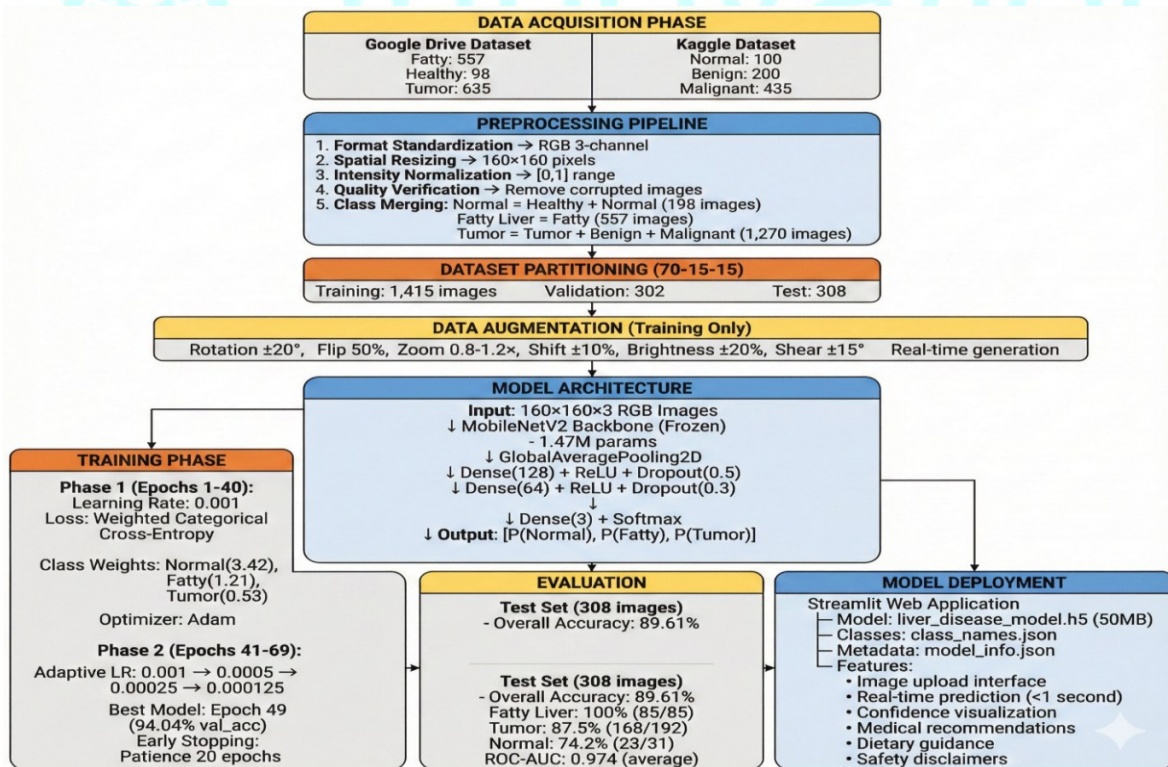 DATA ACQUISITION PHASE
Google Drive Dataset
Fatty: 557
Healthy: 98
Tumor: 635
Kaggle Dataset
Normal: 100
Benign: 200
Malignant: 435
PREPROCESSING PIPELINE
1. Format Standardization → RGB 3-channel
2. Spatial Resizing → 160×160 pixels
3. Intensity Normalization → [0,1] range
4. Quality Verification → Remove corrupted images
5. Class Merging: Normal = Healthy + Normal (198 images)
Fatty Liver = Fatty (557 images)
Tumor = Tumor + Benign + Malignant (1,270 images)
DATASET PARTITIONING (70-15-15)
Training: 1,415 images Validation: 302 Test: 308
DATA AUGMENTATION (Training Only)
Rotation ±20°, Flip 50%, Zoom 0.8-1.2×, Shift ±10%, Brightness ±20%, Shear ±15° Real-time generation
MODEL ARCHITECTURE
Input: 160×160×3 RGB Images
↓ MobileNetV2 Backbone (Frozen)
- 1.47M params
↓ GlobalAveragePooling2D
↓ Dense(128) + ReLU + Dropout(0.5)
↓ Dense(64) + ReLU + Dropout(0.3)
↓
↓ Dense(3) + Softmax
↓ Output: [P(Normal), P(Fatty), P(Tumor)]
TRAINING PHASE
Phase 1 (Epochs 1-40):
Learning Rate: 0.001
Loss: Weighted Categorical
Cross-Entropy
Class Weights: Normal(3.42),
Fatty(1.21),
Tumor(0.53)
Optimizer: Adam
Phase 2 (Epochs 41-69):
Adaptive LR: 0.001 → 0.0005 →
0.00025 → 0.000125
Best Model: Epoch 49
(94.04% val_acc)
Early Stopping:
Patience 20 epochs
EVALUATION
Test Set (308 images)
- Overall Accuracy: 89.61%
Test Set (308 images)
- Overall Accuracy: 89.61%
Fatty Liver: 100% (85/85)
Tumor: 87.5% (168/192)
Normal: 74.2% (23/31)
ROC-AUC: 0.974 (average)
MODEL DEPLOYMENT
Streamlit Web Application
Model: liver_disease_model.h5 (50MB)
Classes: class_names.json
Metadata: model_info.json
Features:
• Image upload interface
• Real-time prediction (<1 second)
• Confidence visualization
• Medical recommendations
• Dietary guidance
• Safety disclaimers